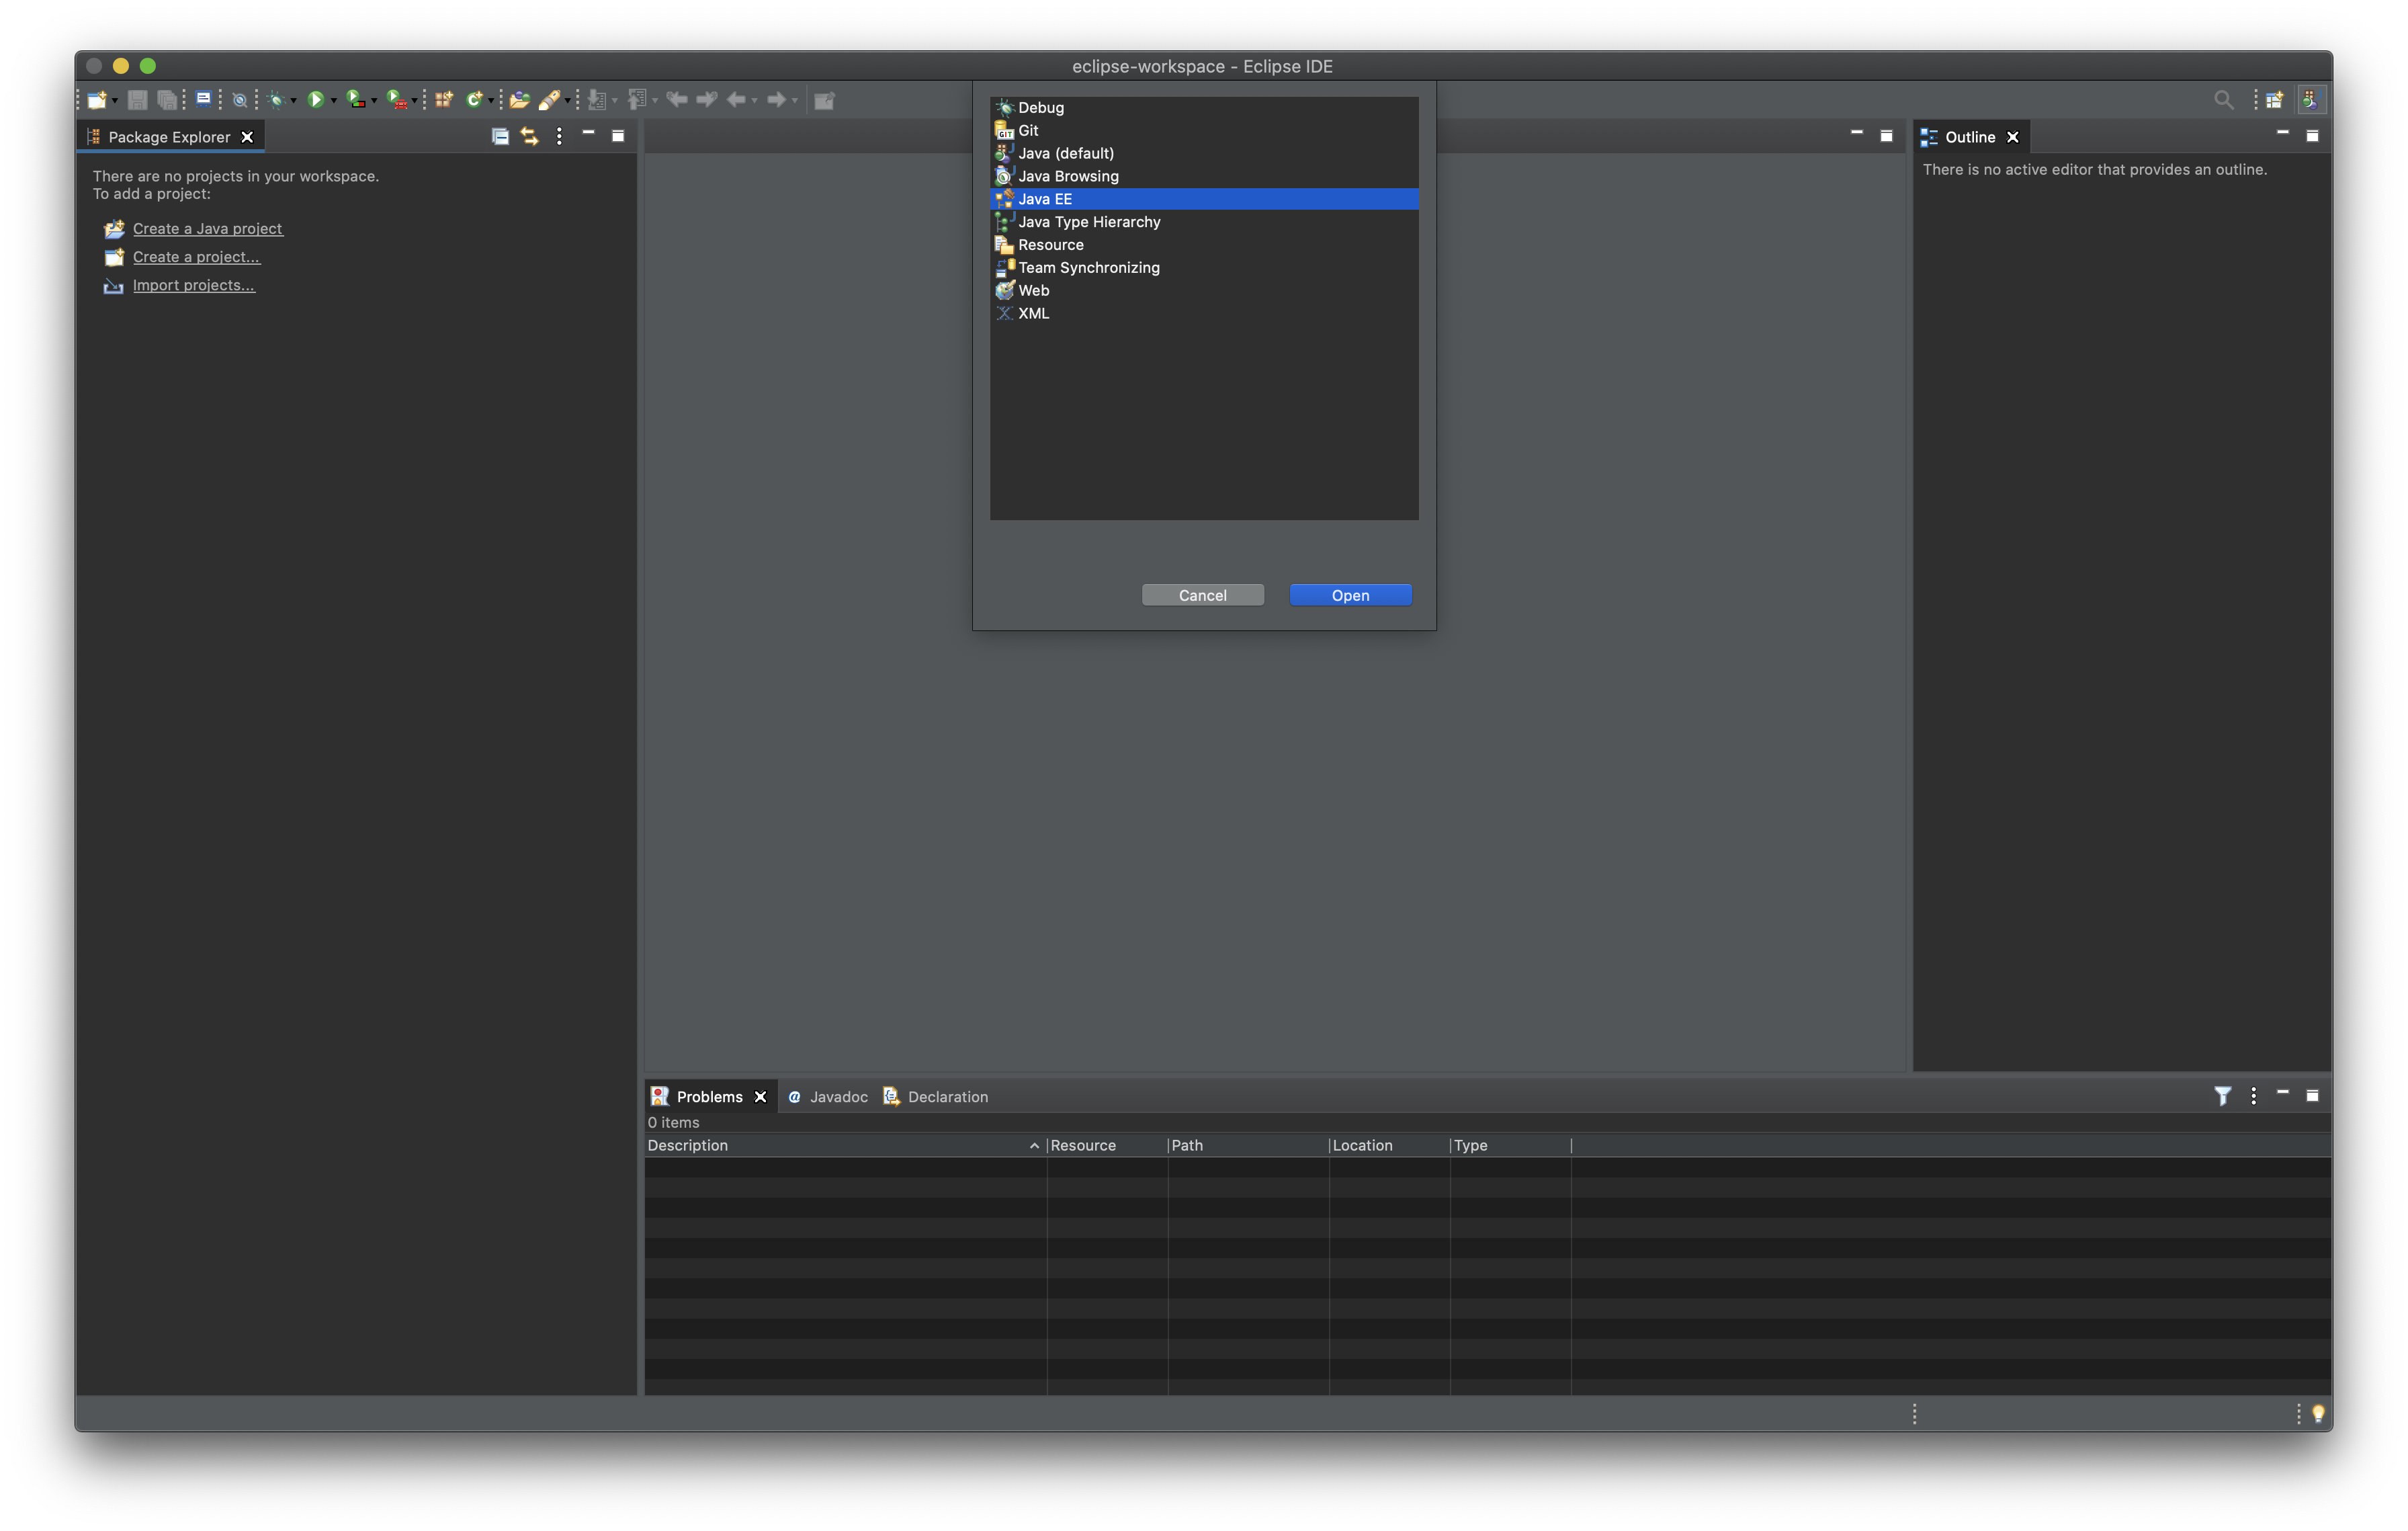 eclipse-workspace - Eclipse IDE
Package Explorer
There are no projects in your workspace.
To add a project:
Create a Java project
Create a project...
Import projects...
Debug
GIT Git
Java (default)
Java Browsing
Java EE
Java Type Hierarchy
Resource
Team Synchronizing
Web
XML
Cancel Open
Outline
There is no active editor that provides an outline.
Problems @ Javadoc Declaration
0 items
Description Resource Path Location Type